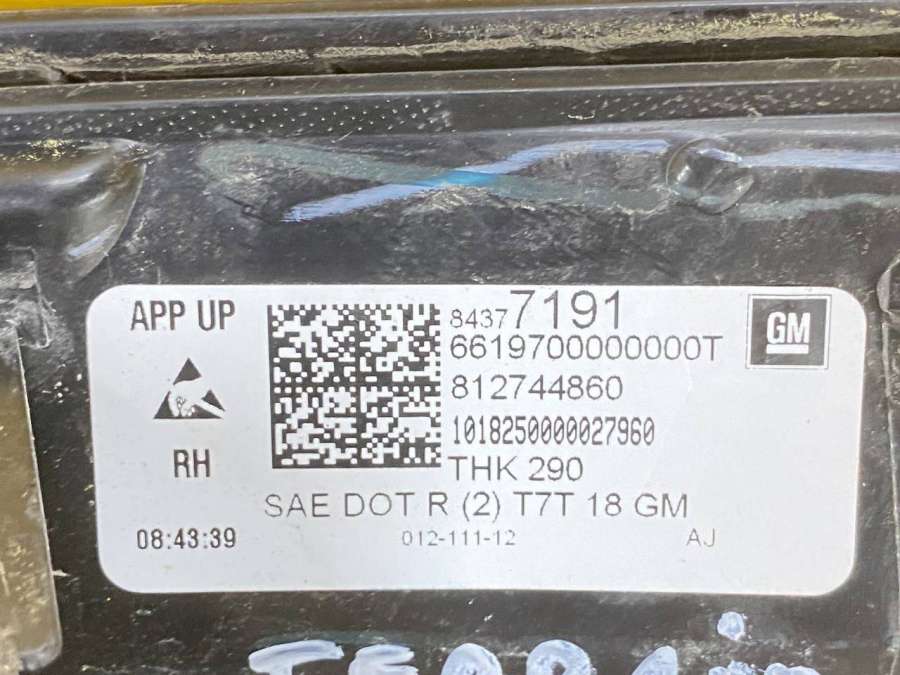 APP UP
RH
08:43:39
84377191
6619700000000T
812744860
1018250000027960
THK 290
SAE DOT R (2) T7T 18 GM
012-111-12
AJ
GM